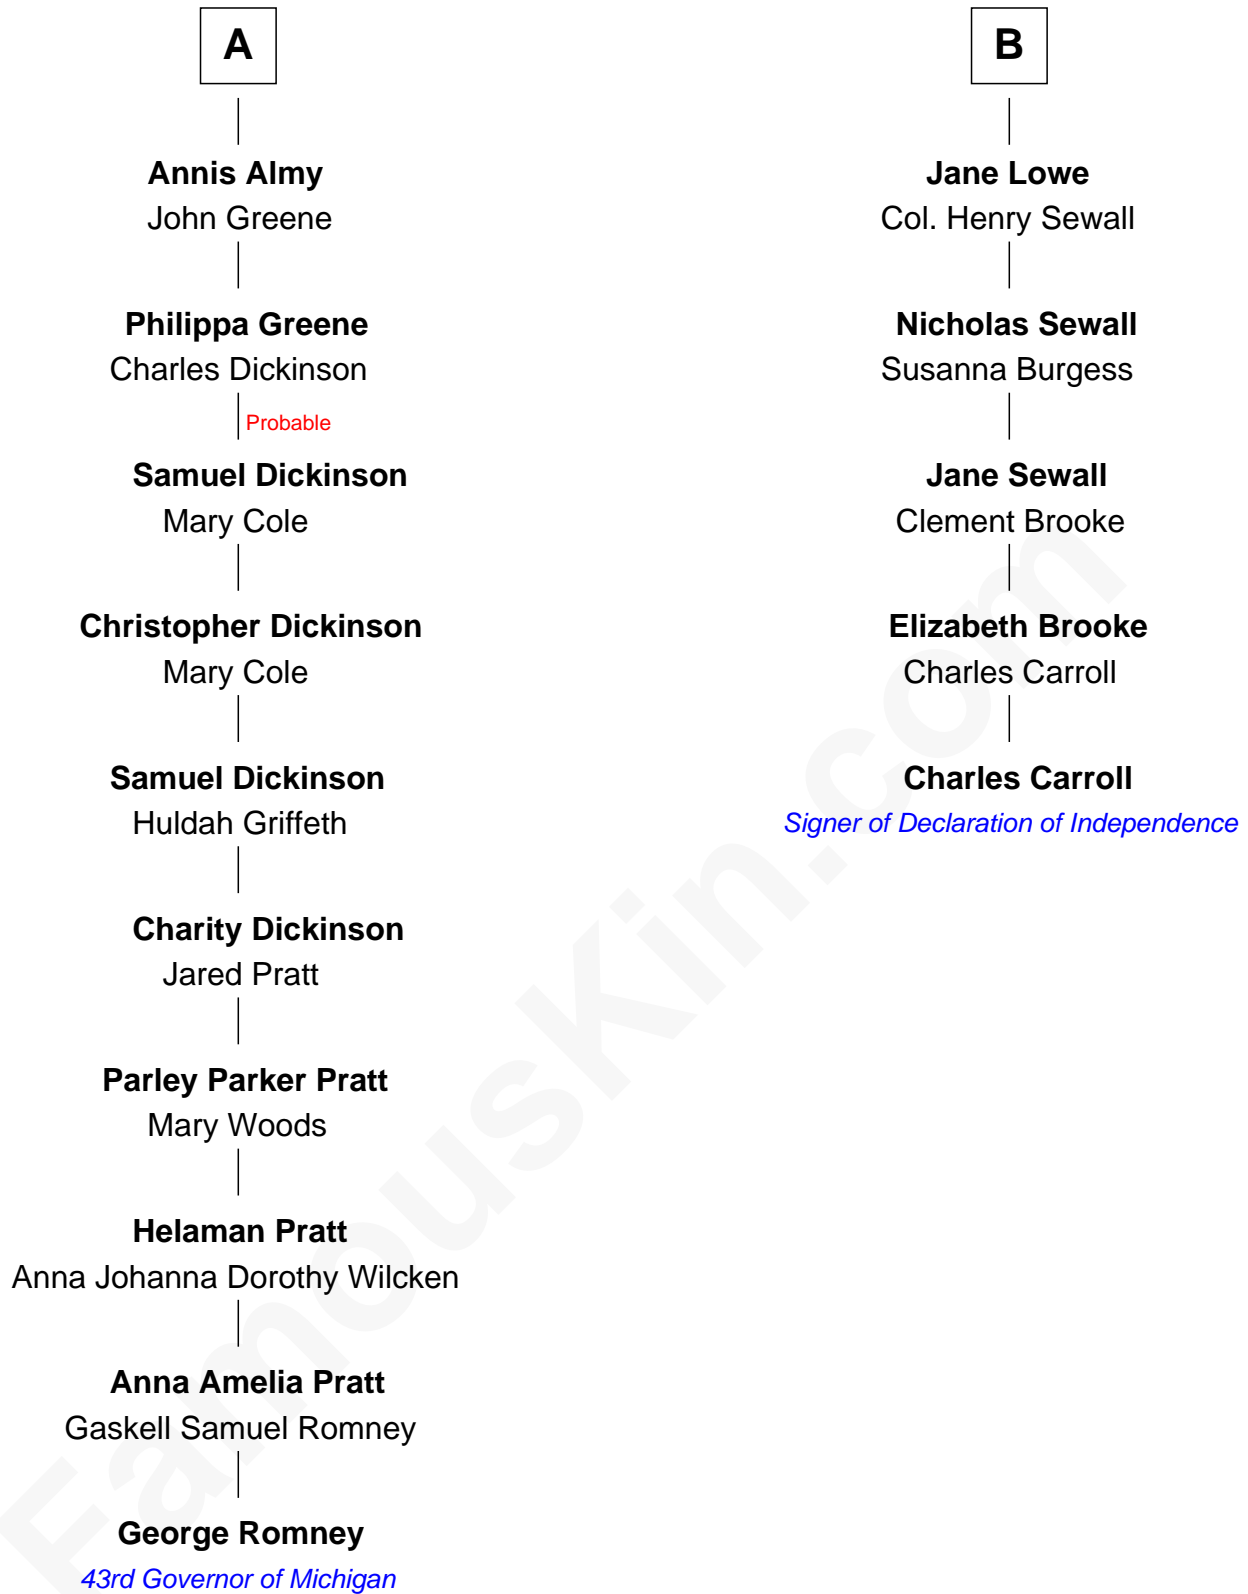 A
Annis Almy
John Greene
Philippa Greene
Charles Dickinson
Probable
Samuel Dickinson
Mary Cole
Christopher Dickinson
Mary Cole
Samuel Dickinson
Huldah Griffeth
Charity Dickinson
Jared Pratt
Parley Parker Pratt
Mary Woods
Helaman Pratt
Anna Johanna Dorothy Wilcken
Anna Amelia Pratt
Gaskell Samuel Romney
George Romney
43rd Governor of Michigan
B
Jane Lowe
Col. Henry Sewall
Nicholas Sewall
Susanna Burgess
Jane Sewall
Clement Brooke
Elizabeth Brooke
Charles Carroll
Charles Carroll
Signer of Declaration of Independence
FamousKin.com